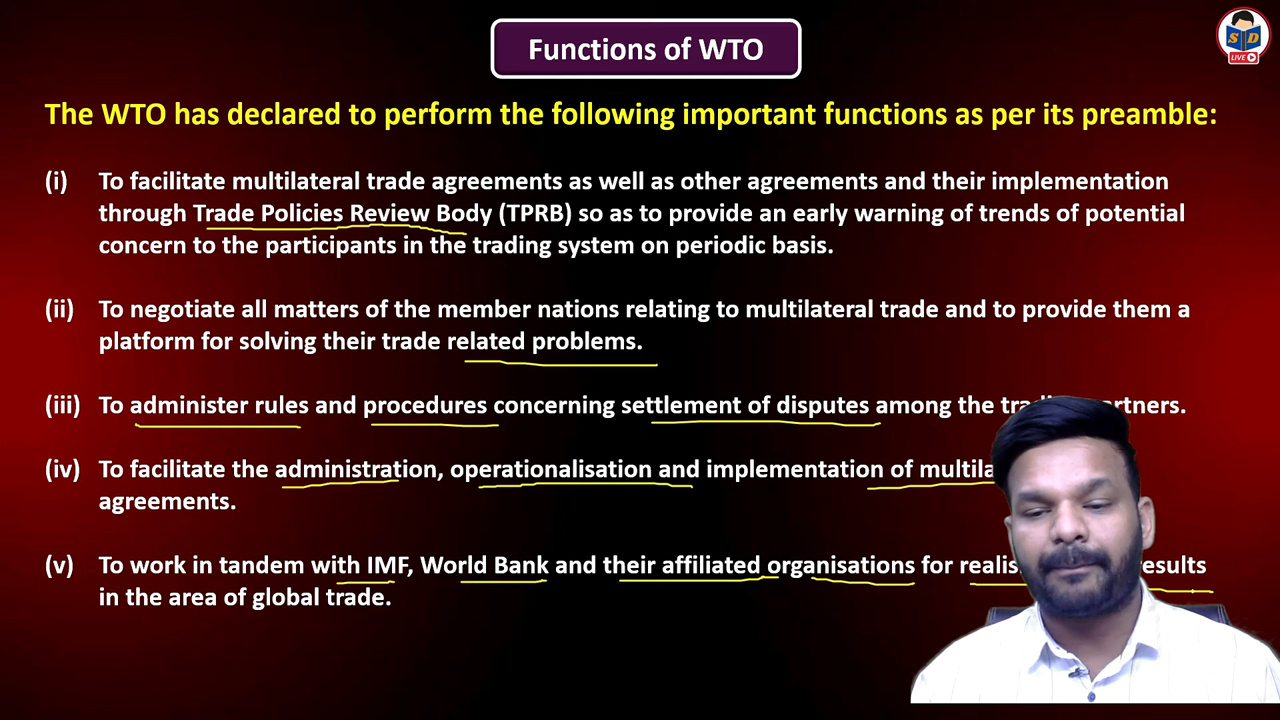 Functions of WTO
S D
LIVE
The WTO has declared to perform the following important functions as per its preamble:
(i) To facilitate multilateral trade agreements as well as other agreements and their implementation
through Trade Policies Review Body (TPRB) so as to provide an early warning of trends of potential
concern to the participants in the trading system on periodic basis.
(ii) To negotiate all matters of the member nations relating to multilateral trade and to provide them a
platform for solving their trade related problems.
(iii) To administer rules and procedures concerning settlement of disputes among the
(iv) To facilitate the administration, operationalisation and implementation of
agreements.
(v) To work in tandem with IMF, World Bank and their affiliated organisations for
in the area of global trade.